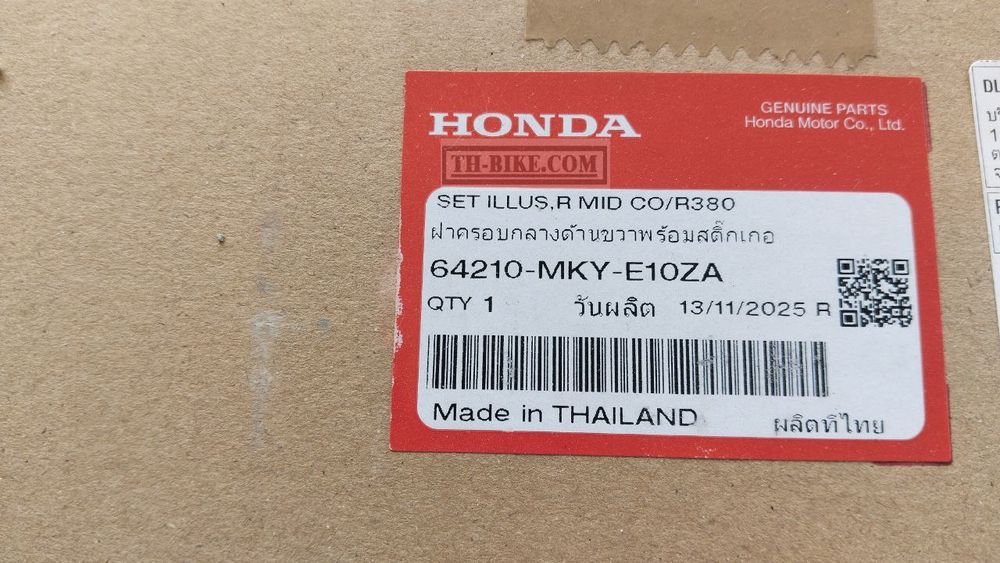 HONDA
GENUINE PARTS
Honda Motor Co., Ltd.
TH-BIKE.COM
SET ILLUS,R MID CO/R380
ฝาครอบกลางด้านขวาพร้อมสติ๊กเกอ
64210-MKY-E10ZA
QTY 1 วันผลิต 13/11/2025 R
Made in THAILAND ผลิตที่ไทย
DL